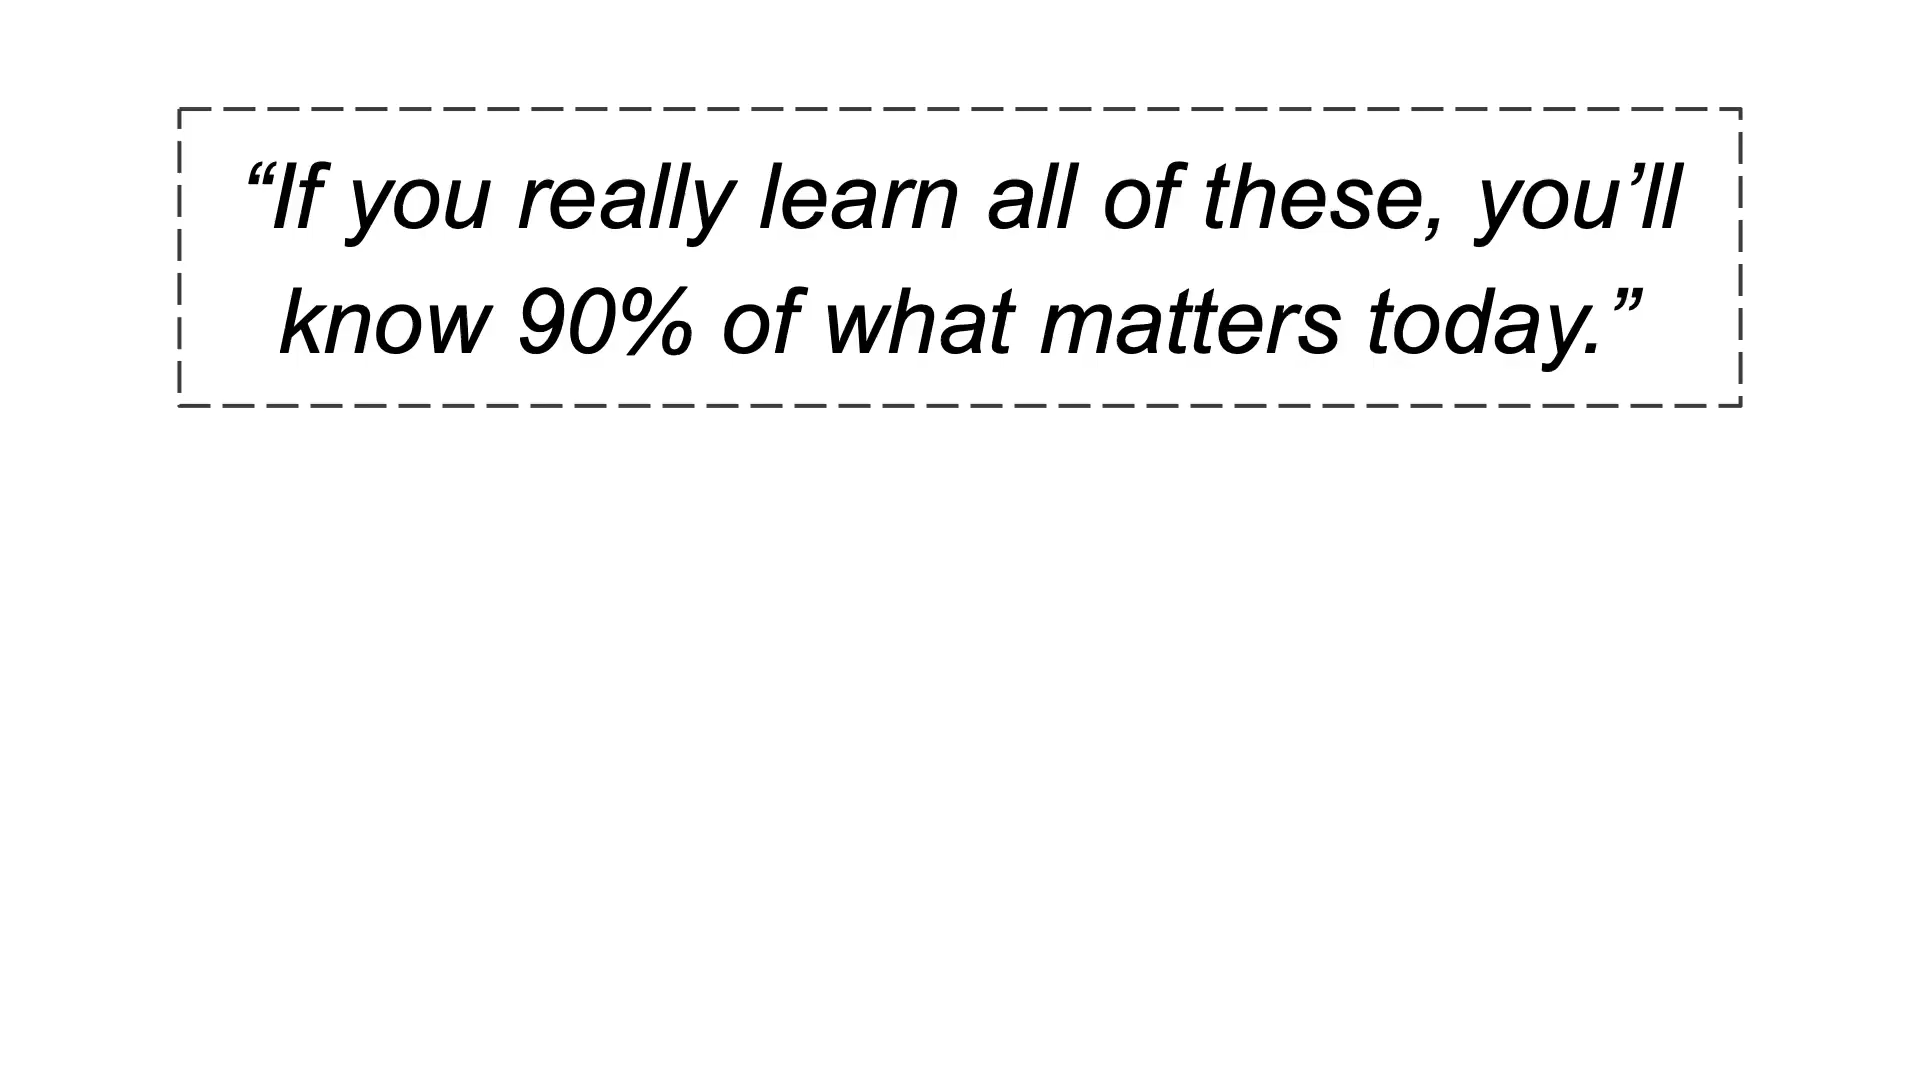 “If you really learn all of these, you’ll
know 90% of what matters today.”